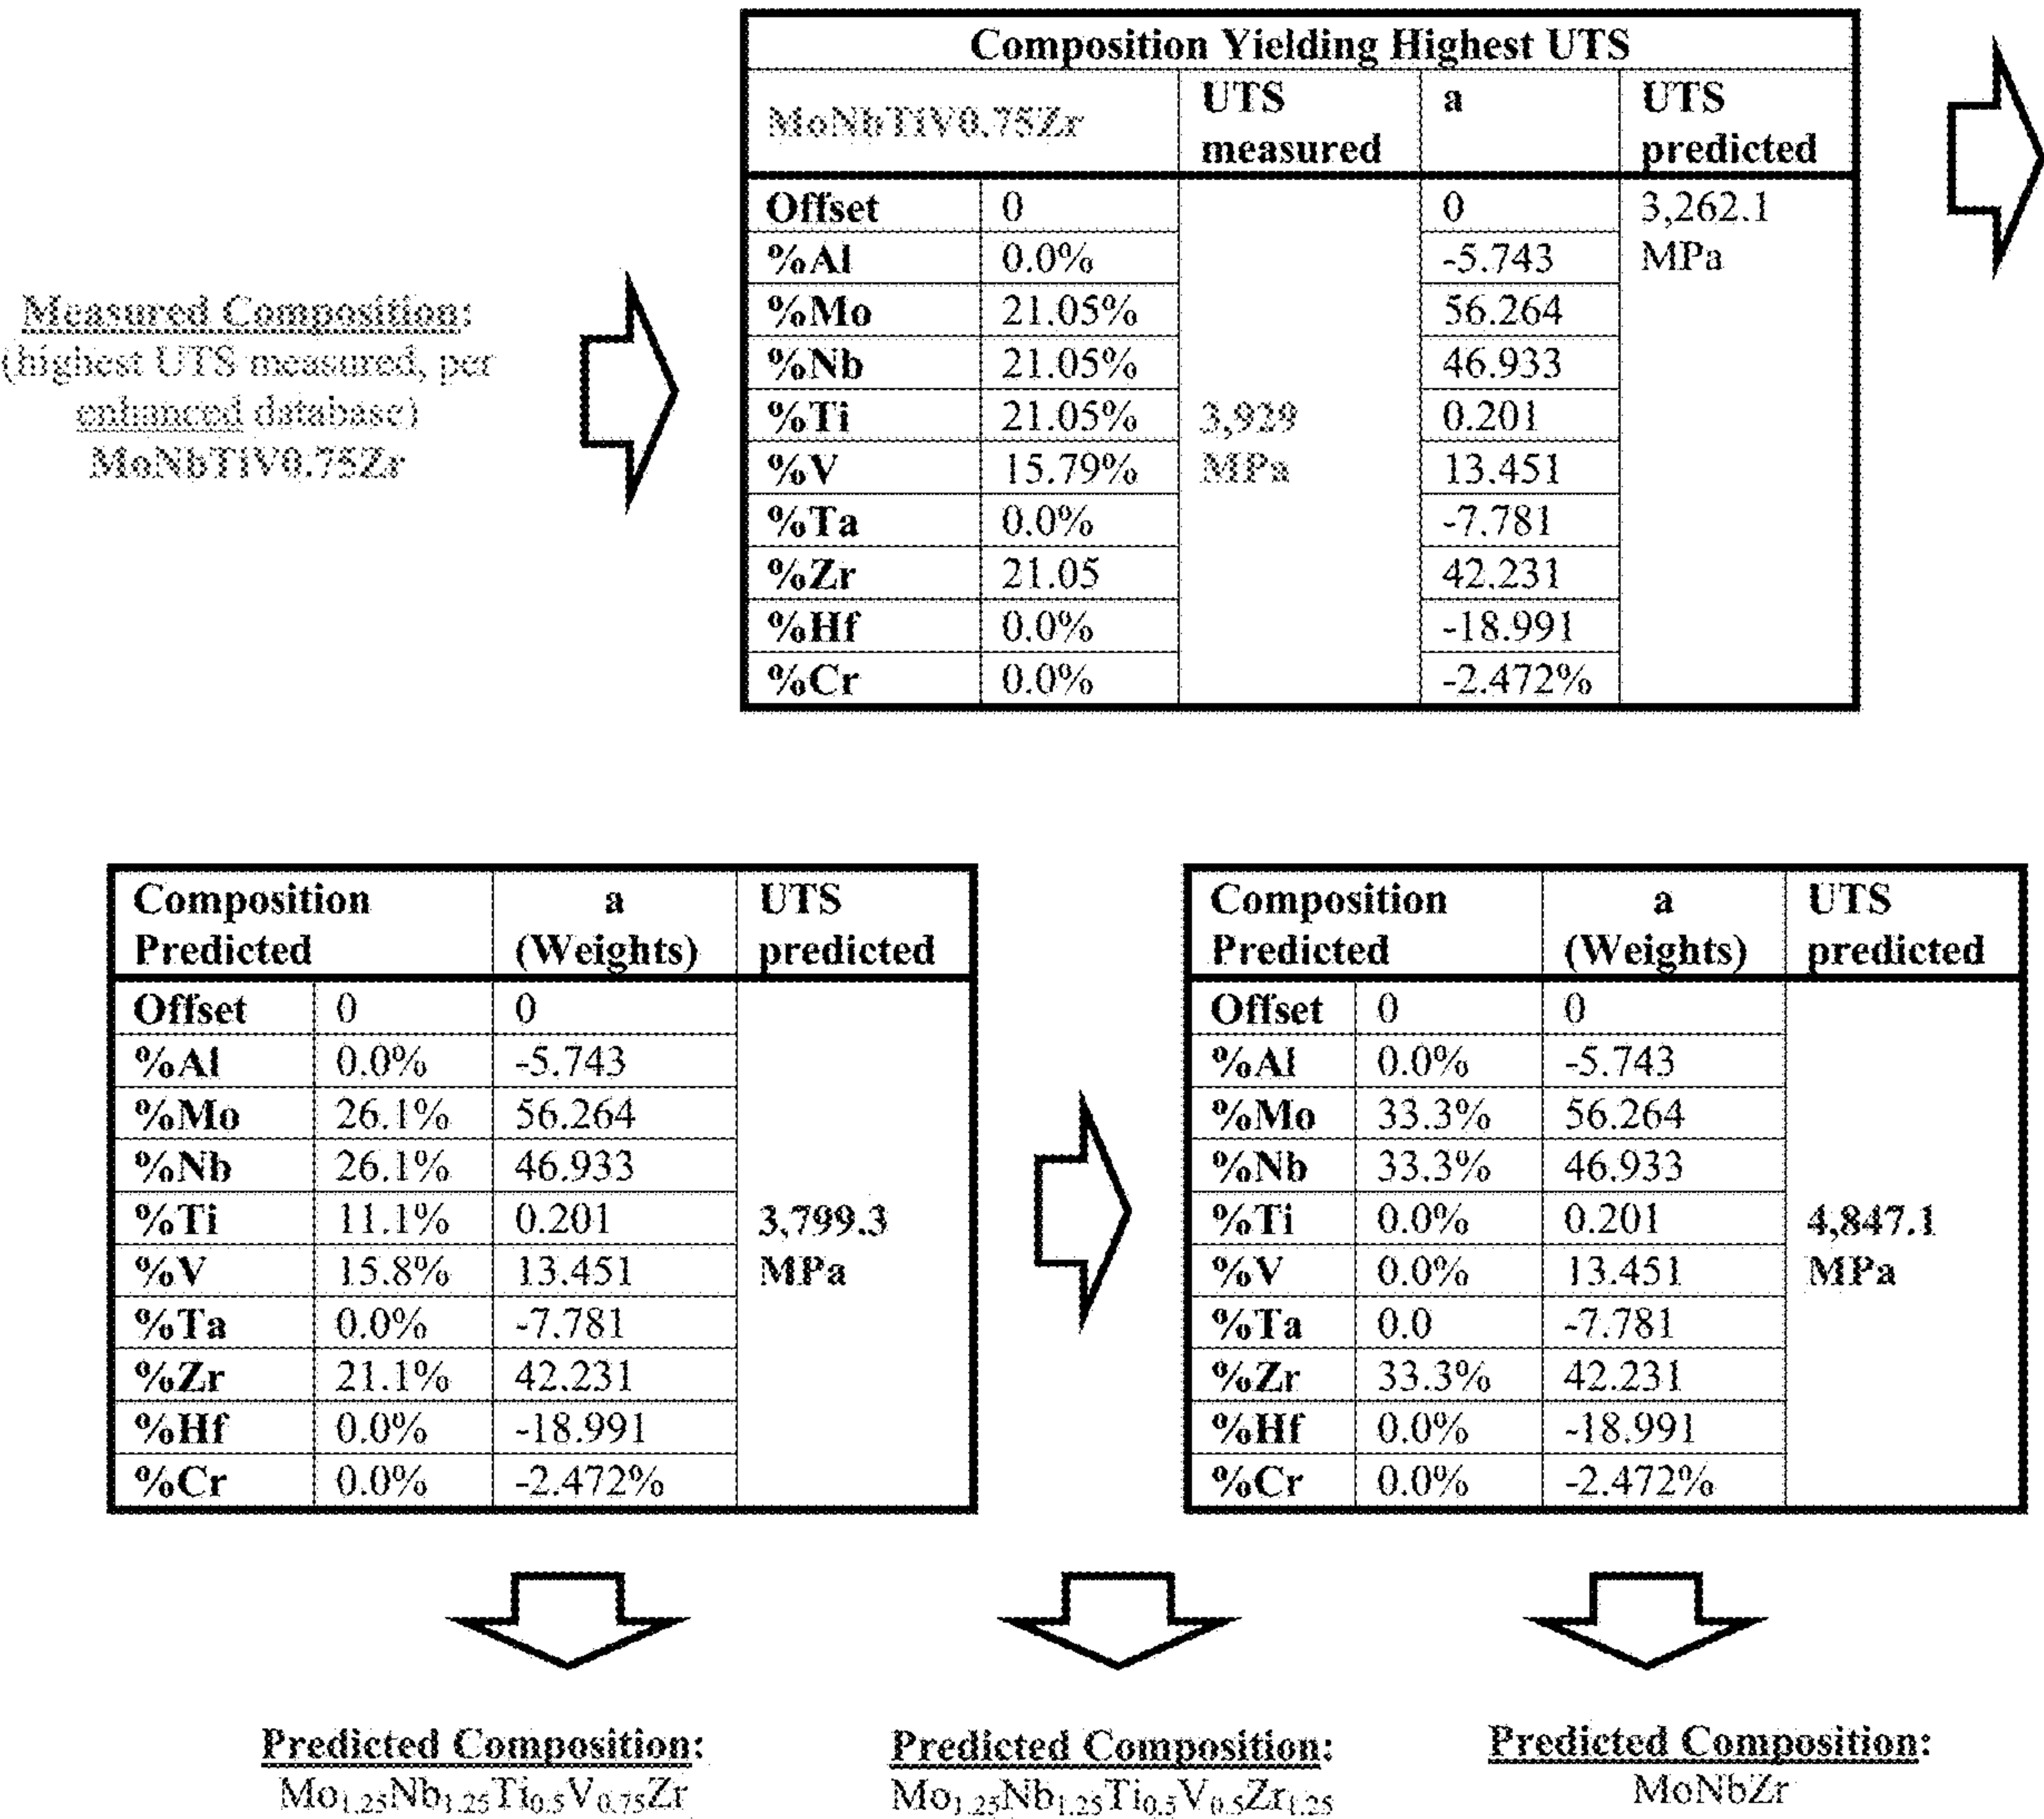 Composition Yielding Highest UTS
MoNbTiV0.75Zr UTS measured a UTS predicted
Offset 0 3,929 MPa 0 3,262.1 MPa
%Al 0.0% -5.743
%Mo 21.05% 56.264
%Nb 21.05% 46.933
%Ti 21.05% 0.201
%V 15.79% 13.451
%Ta 0.0% -7.781
%Zr 21.05 42.231
%Hf 0.0% -18.991
%Cr 0.0% -2.472%
Measured Composition:
(highest UTS measured, per
enhanced database)
MoNbTiV0.75Zr
Composition Predicted a (Weights) UTS predicted
Offset 0 0 3,799.3 MPa
%Al 0.0% -5.743
%Mo 26.1% 56.264
%Nb 26.1% 46.933
%Ti 11.1% 0.201
%V 15.8% 13.451
%Ta 0.0% -7.781
%Zr 21.1% 42.231
%Hf 0.0% -18.991
%Cr 0.0% -2.472%
Composition Predicted a (Weights) UTS predicted
Offset 0 0 4,847.1 MPa
%Al 0.0% -5.743
%Mo 33.3% 56.264
%Nb 33.3% 46.933
%Ti 0.0% 0.201
%V 0.0% 13.451
%Ta 0.0 -7.781
%Zr 33.3% 42.231
%Hf 0.0% -18.991
%Cr 0.0% -2.472%
Predicted Composition:
Mo1.25Nb1.25Ti0.5V0.75Zr
Predicted Composition:
Mo1.25Nb1.25Ti0.5V0.5Zr1.25
Predicted Composition:
MoNbZr